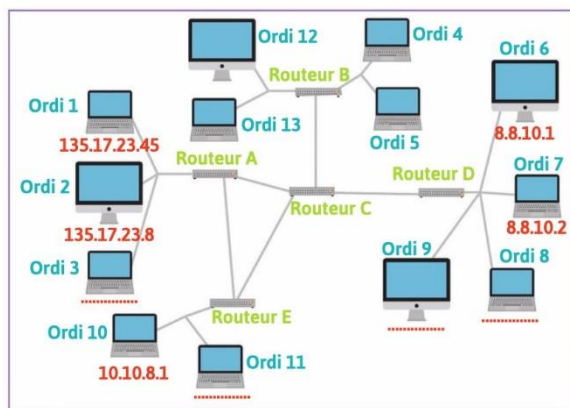 Ordi 12
Ordi 4
Ordi 6
Routeur B
Ordi 1
Ordi 13
Ordi 5
8.8.10.1
135.17.23.45
Routeur A
Ordi 7
Ordi 2
Routeur D
Routeur C
8.8.10.2
135.17.23.8
Ordi 9
Ordi 8
Ordi 3
..................
..................
..................
Ordi 10
Routeur E
10.10.8.1
Ordi 11
..................